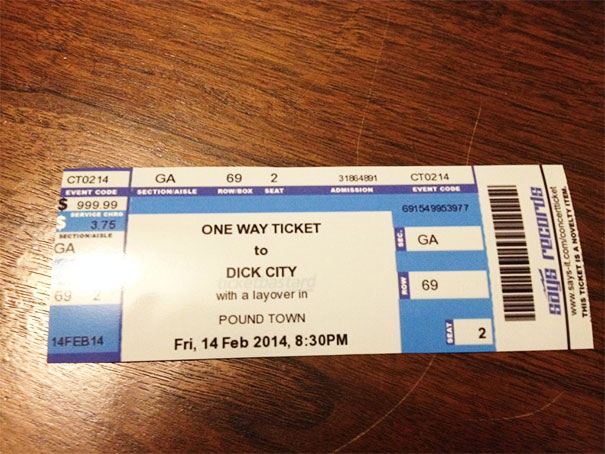 CT0214 GA 69 2 31864891 CT0214
EVENT CODE SECTION/AISLE ROW/BOX SEAT ADMISSION EVENT CODE
$ 999.99
SERVICE CHRG
$ 3.75
SECTION/AISLE
GA
69 2
14FEB14
ONE WAY TICKET
to
DICK CITY
ticketbastard
with a layover in
POUND TOWN
Fri, 14 Feb 2014, 8:30PM
691549953977
SEC. GA
ROW 69
SEAT 2
says records
www.says-it.com/concertticket
THIS TICKET IS A NOVELTY ITEM.